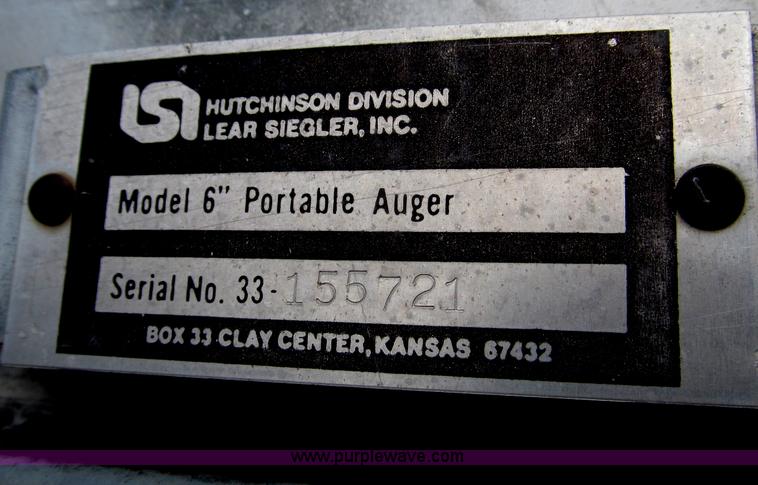 LSI HUTCHINSON DIVISION
LEAR SIEGLER, INC.
Model 6" Portable Auger
Serial No. 33-155721
BOX 33 CLAY CENTER, KANSAS 67432
www.purplewave.com